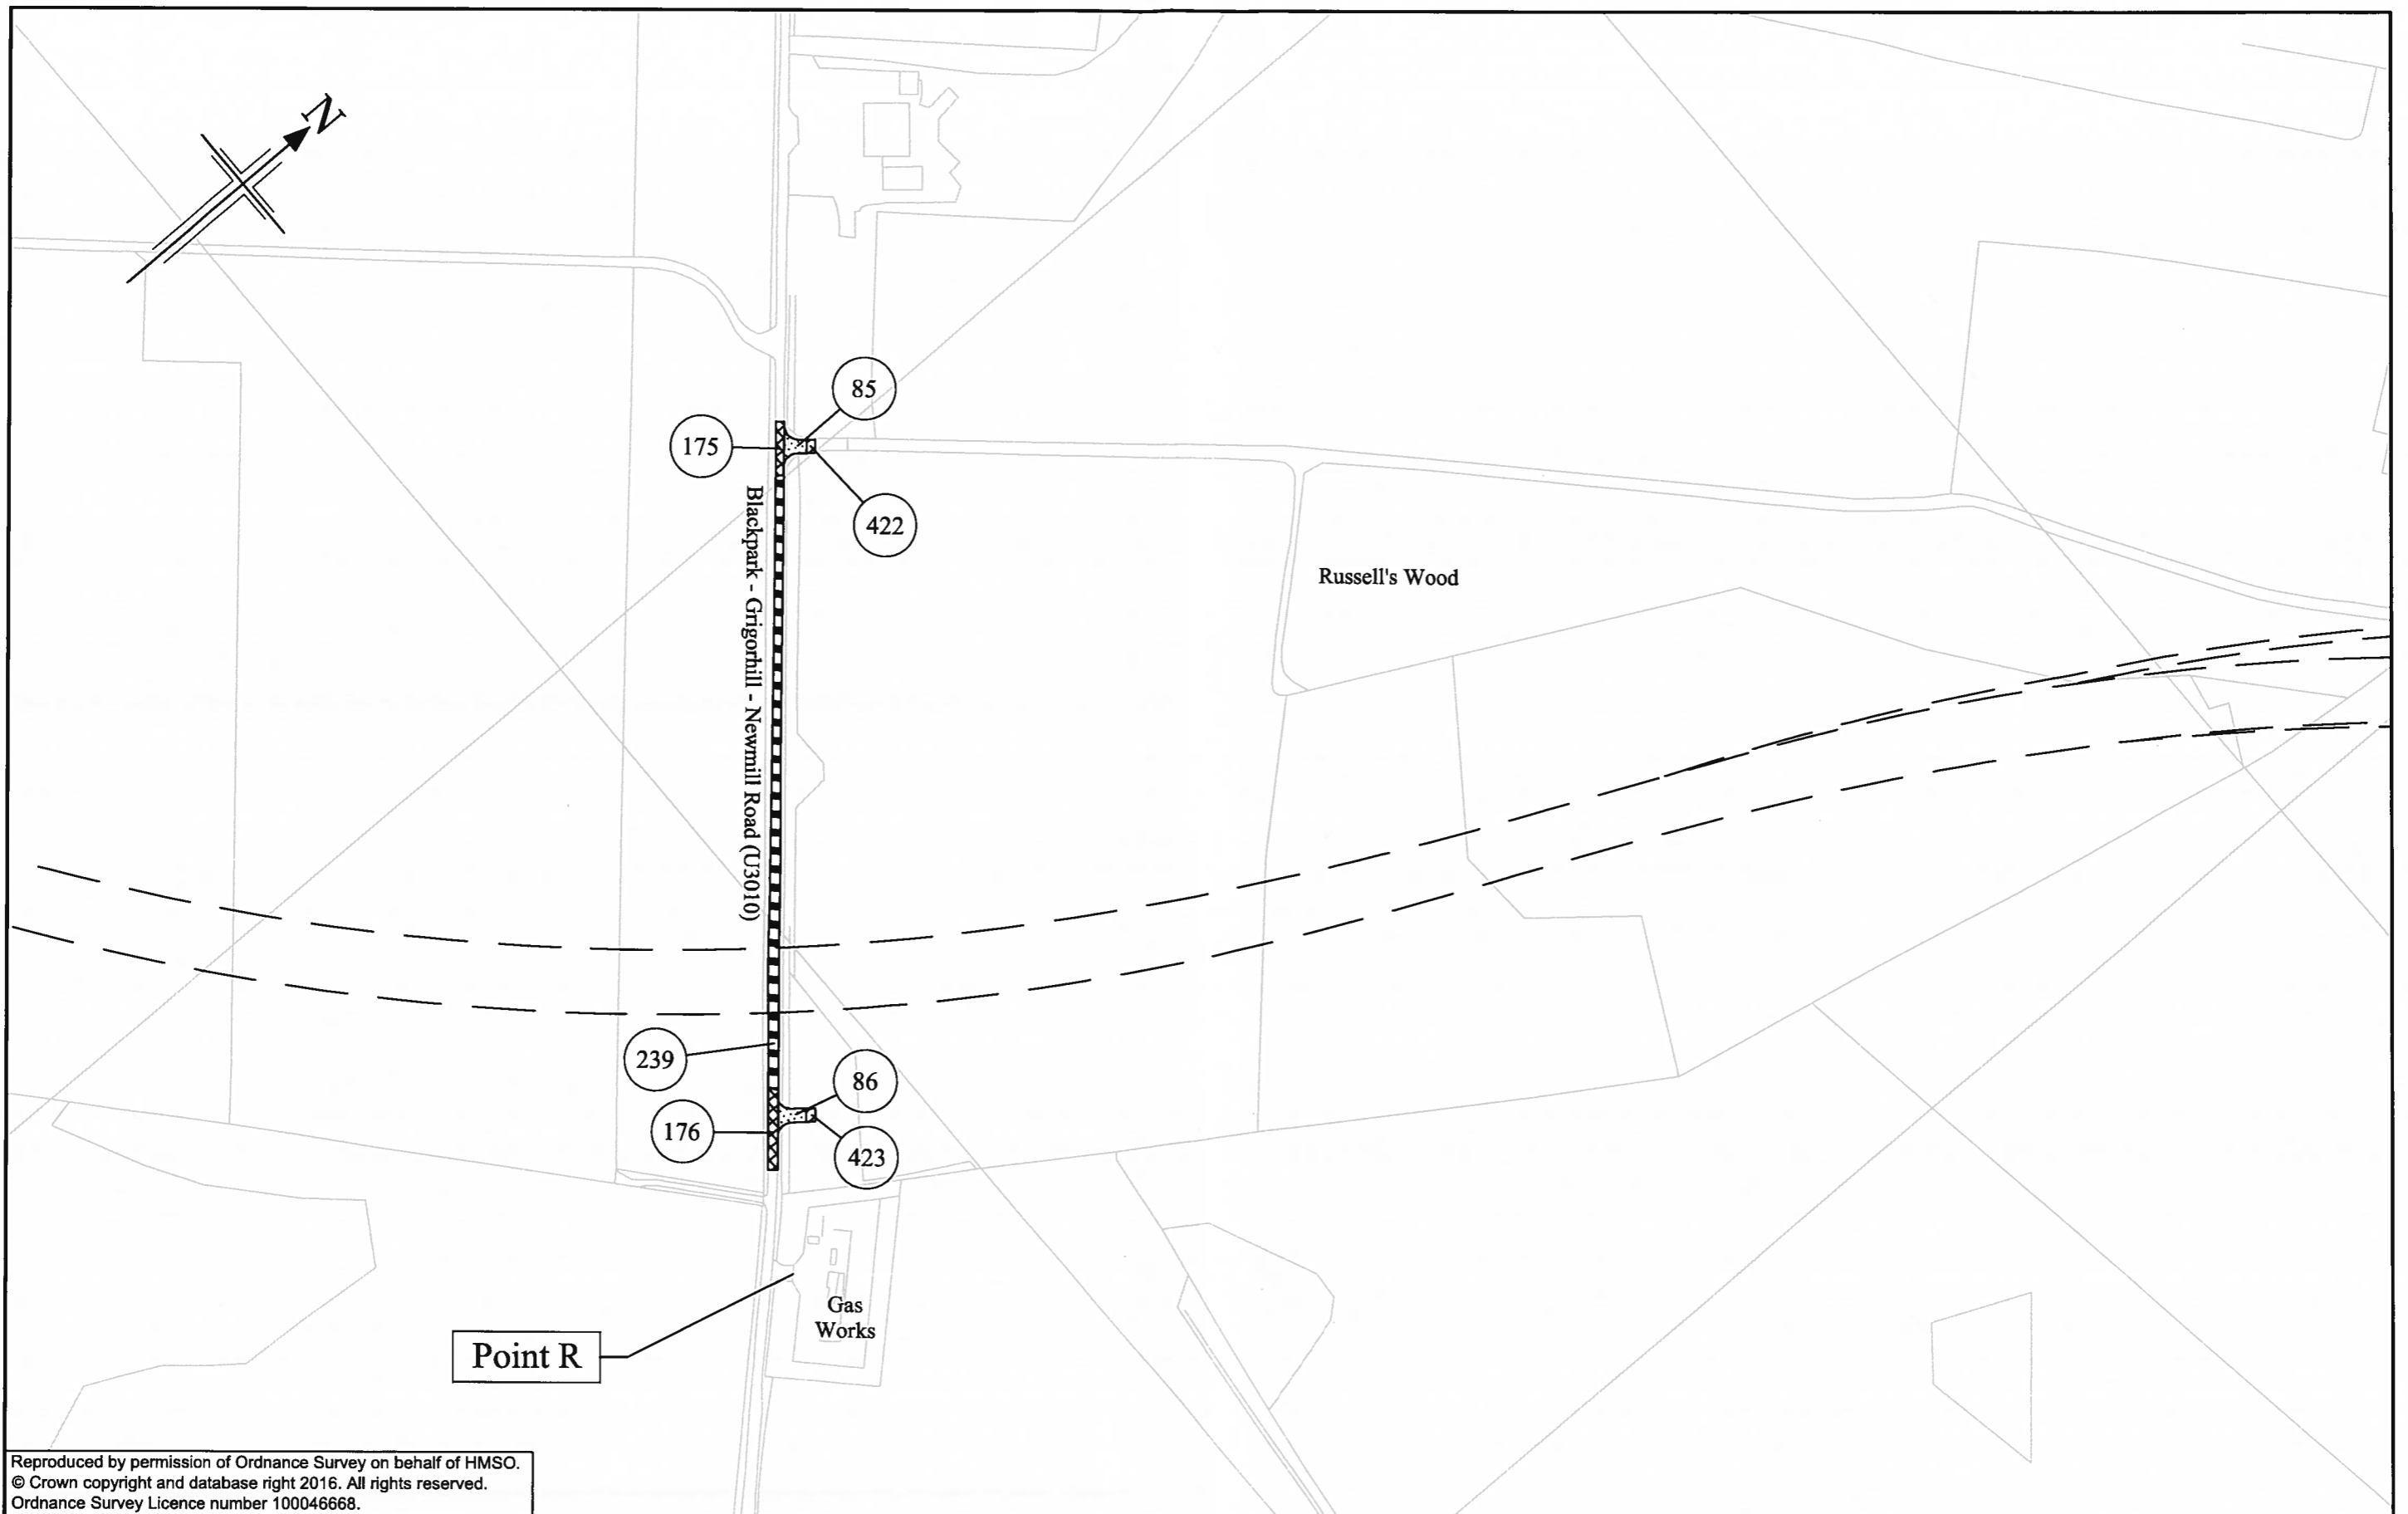 N
85
175
422
Blackpark - Grigorhill - Newmill Road (U3010)
Russell's Wood
239
86
176
423
Gas
Works
Point R
Reproduced by permission of Ordnance Survey on behalf of HMSO.
© Crown copyright and database right 2016. All rights reserved.
Ordnance Survey Licence number 100046668.